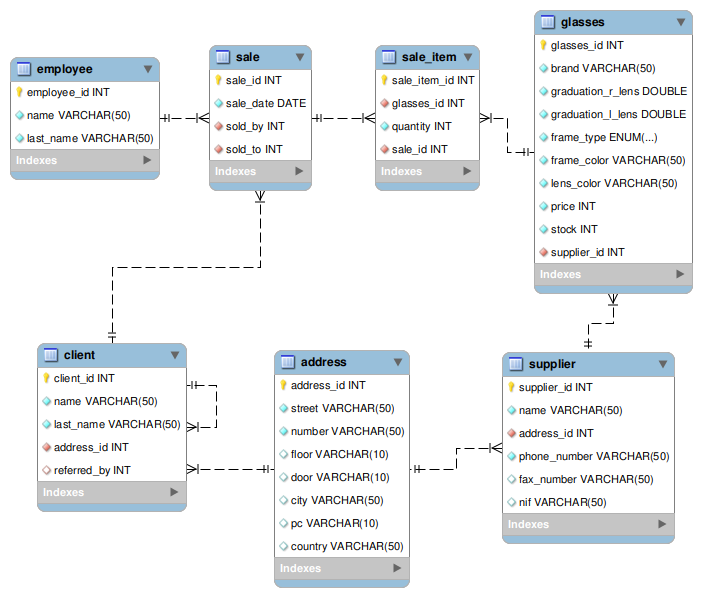 employee
employee_id INT
name VARCHAR(50)
last_name VARCHAR(50)
Indexes
sale
sale_id INT
sale_date DATE
sold_by INT
sold_to INT
Indexes
sale_item
sale_item_id INT
glasses_id INT
quantity INT
sale_id INT
Indexes
glasses
glasses_id INT
brand VARCHAR(50)
graduation_r_lens DOUBLE
graduation_l_lens DOUBLE
frame_type ENUM(...)
frame_color VARCHAR(50)
lens_color VARCHAR(50)
price INT
stock INT
supplier_id INT
Indexes
client
client_id INT
name VARCHAR(50)
last_name VARCHAR(50)
address_id INT
referred_by INT
Indexes
address
address_id INT
street VARCHAR(50)
number VARCHAR(50)
floor VARCHAR(10)
door VARCHAR(10)
city VARCHAR(50)
pc VARCHAR(10)
country VARCHAR(50)
Indexes
supplier
supplier_id INT
name VARCHAR(50)
address_id INT
phone_number VARCHAR(50)
fax_number VARCHAR(50)
nif VARCHAR(50)
Indexes